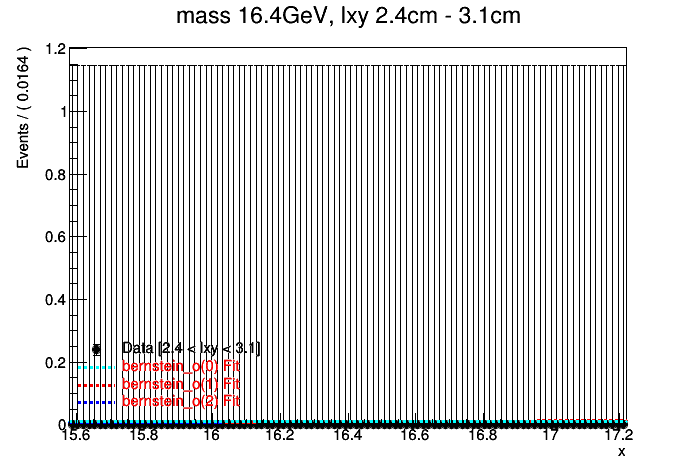 mass 16.4GeV, lxy 2.4cm - 3.1cm
Events / ( 0.0164 )
1.2
1
0.8
0.6
0.4
0.2
0
Data [2.4 < lxy < 3.1]
bernstein_o(0) Fit
bernstein_o(1) Fit
bernstein_o(2) Fit
15.6 15.8 16 16.2 16.4 16.6 16.8 17 17.2
x